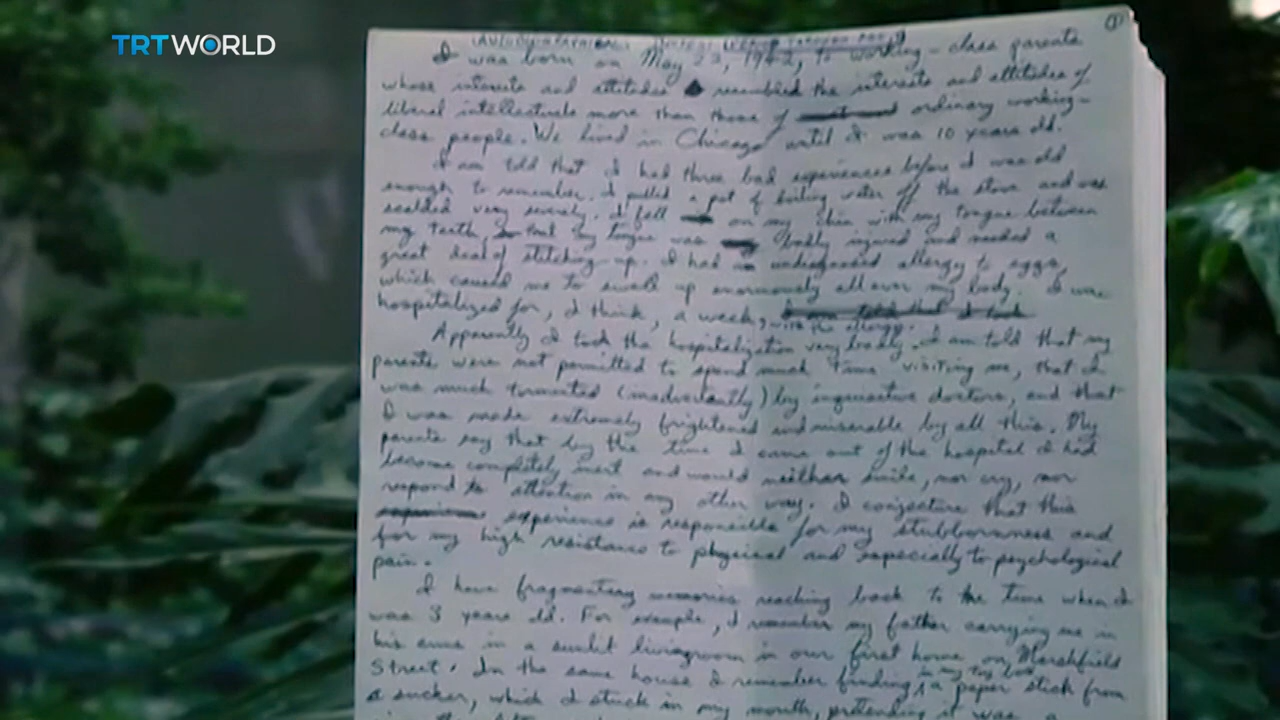 TRTWORLD
①
I was born on May 22, 1942, to working-class parents
whose interests and attitudes resembled the interests and attitudes of
liberal intellectuals more than those of ordinary working-
class people. We lived in Chicago until I was 10 years old.
I am told that I had three bad experiences before I was old
enough to remember. I pulled a pot of boiling water off the stove and was
scalded very severely. I fell on my chin with my tongue between
my teeth, but my tongue was badly injured and needed a
great deal of stitching-up. I had an undiagnosed allergy to eggs,
which caused me to swell up enormously all over my body. I was
hospitalized for, I think, a week, with the allergy.
Apparently I took the hospitalization very badly. I am told that my
parents were not permitted to spend much time visiting me, that I
was much tormented (inadvertently) by inquisitive doctors, and that
I was made extremely frightened and miserable by all this. My
parents say that by the time I came out of the hospital I had
become completely inert and would neither smile, nor cry, nor
respond to attention in any other way. I conjecture that this
experience is responsible for my stubbornness and
for my high resistance to physical and especially to psychological
pain.
I have fragmentary memories reaching back to the time when I
was 3 years old. For example, I remember my father carrying me in
his arms in a sunlit livingroom in our first home on Marshfield
Street. In the same house I remember finding in my toy box a paper stick from
a sucker, which I stuck in my mouth, pretending it was a